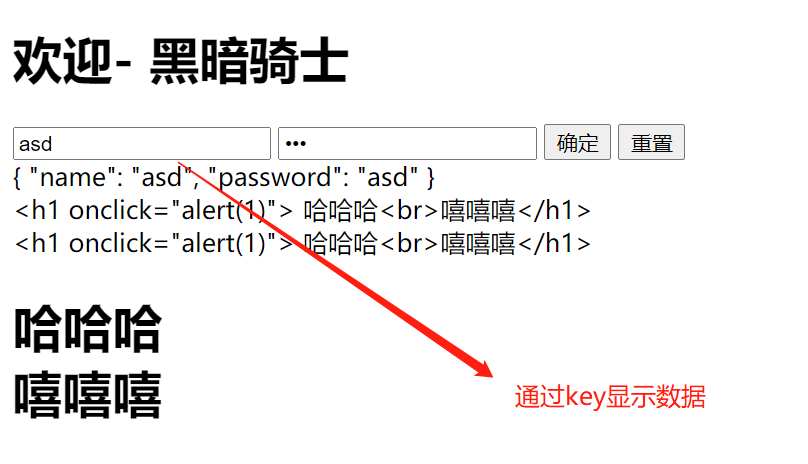 欢迎- 黑暗骑士
asd ••• 确定 重置
{ "name": "asd", "password": "asd" }
<h1 onclick="alert(1)"> 哈哈哈<br>嘻嘻嘻</h1>
<h1 onclick="alert(1)"> 哈哈哈<br>嘻嘻嘻</h1>
哈哈哈
嘻嘻嘻
通过key显示数据